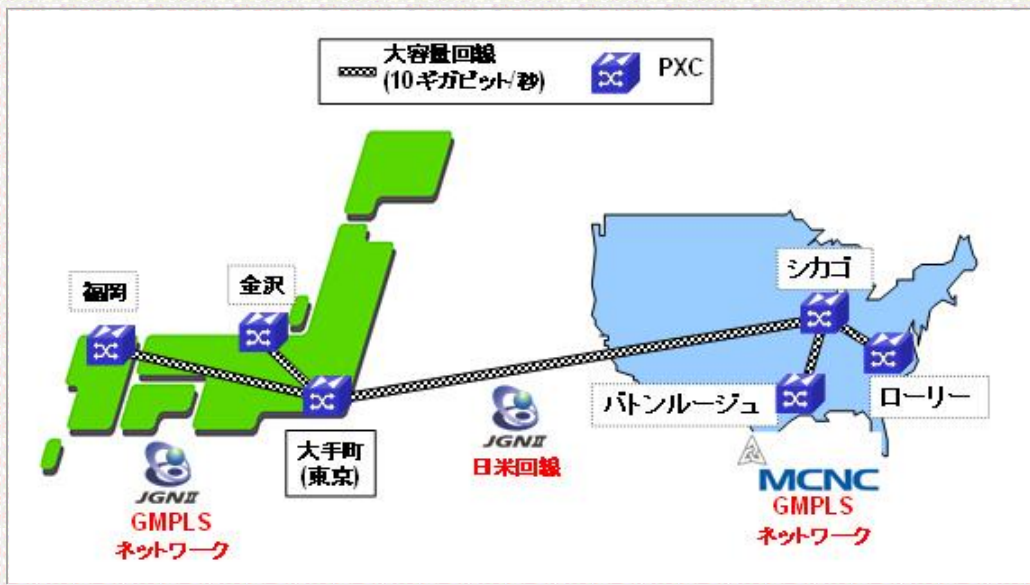 大容量回線
(10ギガビット/秒)
PXC
福岡
金沢
シカゴ
バトンルージュ
ローリー
大手町
(東京)
JGNⅡ
日米回線
JGNⅡ
GMPLS
ネットワーク
MCNC
GMPLS
ネットワーク